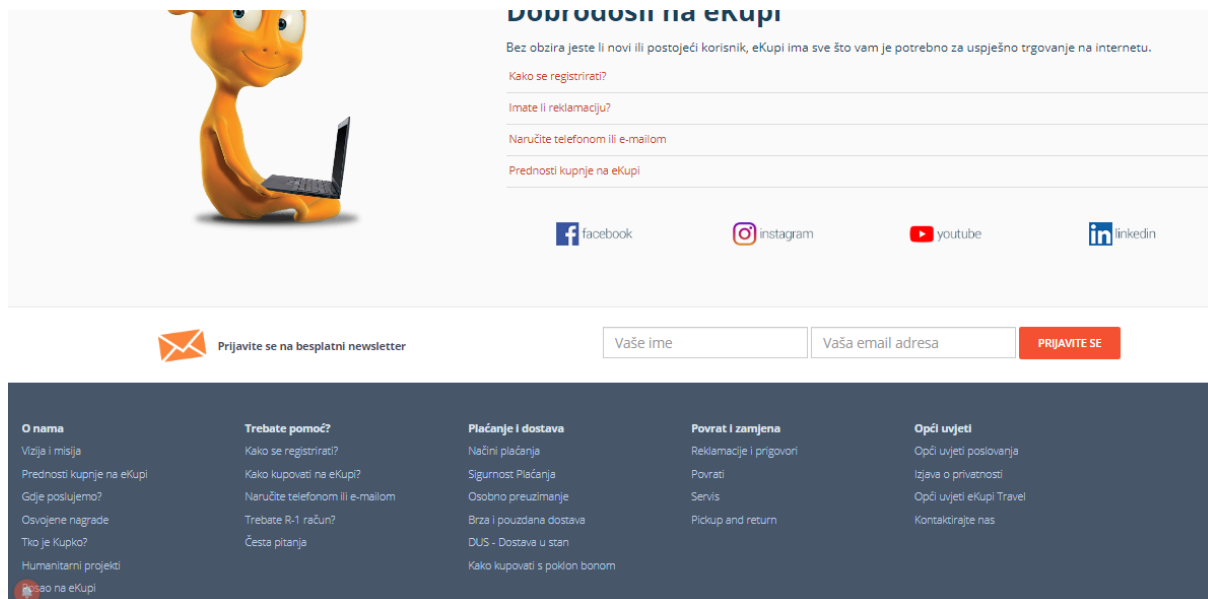 Dobrodošli na eKupi
Bez obzira jeste li novi ili postojeći korisnik, eKupi ima sve što vam je potrebno za uspješno trgovanje na internetu.
Kako se registrirati?
Imate li reklamaciju?
Naručite telefonom ili e-mailom
Prednosti kupnje na eKupi
facebook instagram youtube linkedin
Prijavite se na besplatni newsletter Vaše ime Vaša email adresa PRIJAVITE SE
O nama
Vizija i misija
Prednosti kupnje na eKupi
Gdje poslujemo?
Osvojene nagrade
Tko je Kupko?
Humanitarni projekti
Posao na eKupi
Trebate pomoć?
Kako se registrirati?
Kako kupovati na eKupi?
Naručite telefonom ili e-mailom
Trebate R-1 račun?
Česta pitanja
Plaćanje i dostava
Načini plaćanja
Sigurnost Plaćanja
Osobno preuzimanje
Brza i pouzdana dostava
DUS - Dostava u stan
Kako kupovati s poklon bonom
Povrat i zamjena
Reklamacije i prigovori
Povrati
Servis
Pickup and return
Opći uvjeti
Opći uvjeti poslovanja
Izjava o privatnosti
Opći uvjeti eKupi Travel
Kontaktirajte nas